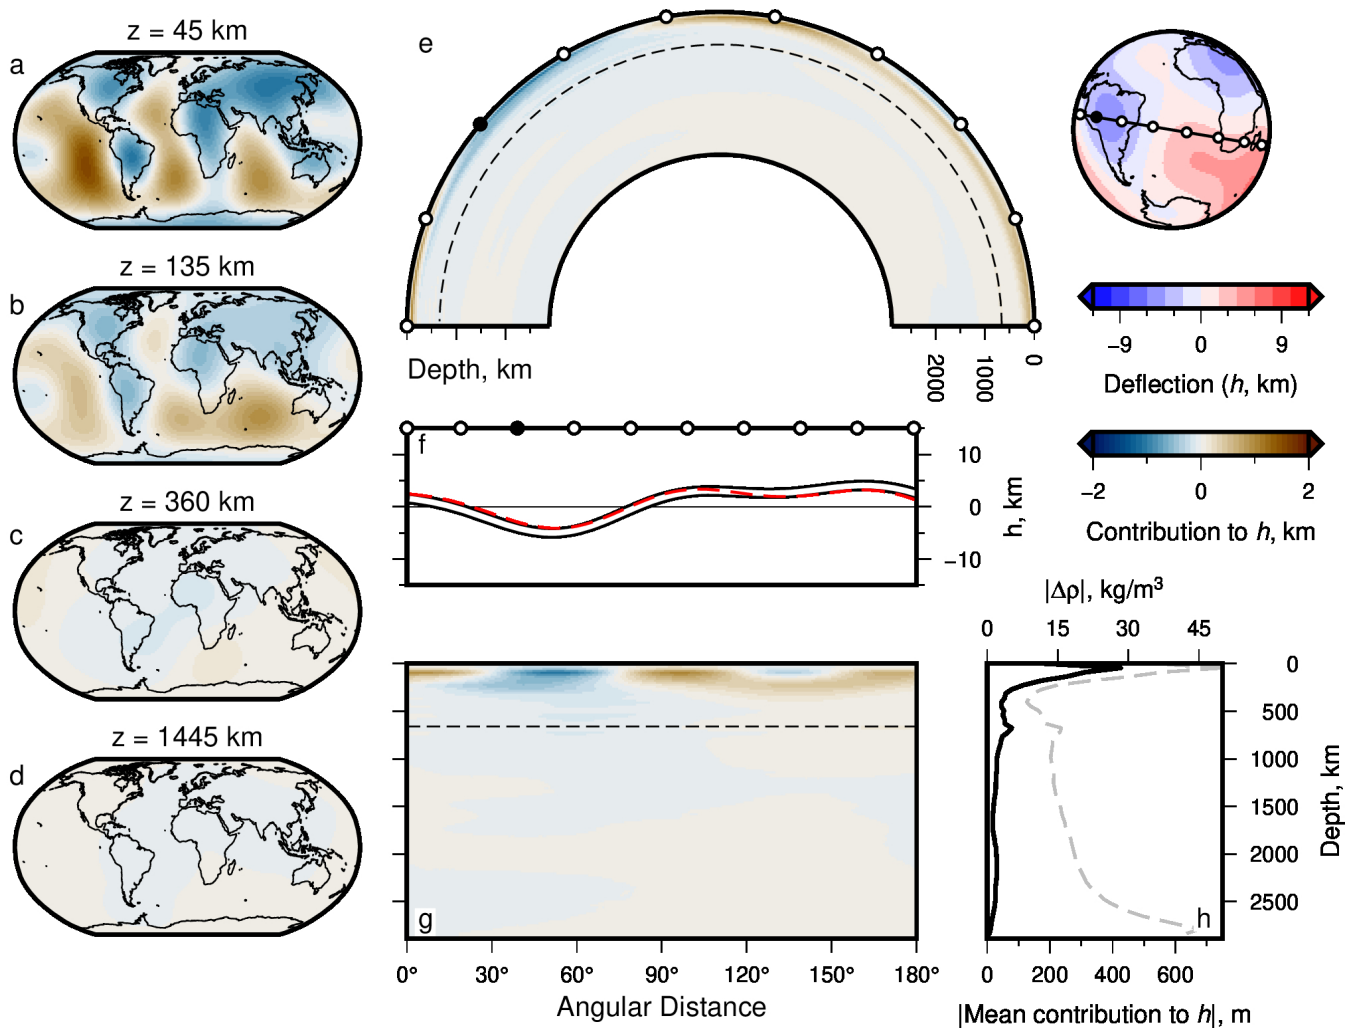 z = 45 km
a
z = 135 km
b
z = 360 km
c
z = 1445 km
d
e
Depth, km
2000
1000
0
f
10
0
−10
h, km
g
0°
30°
60°
90°
120°
150°
180°
Angular Distance
−9
0
9
Deflection (h, km)
−2
0
2
Contribution to h, km
|Δρ|, kg/m³
0
15
30
45
0
500
1000
1500
2000
2500
Depth, km
h
0
200
400
600
|Mean contribution to h|, m